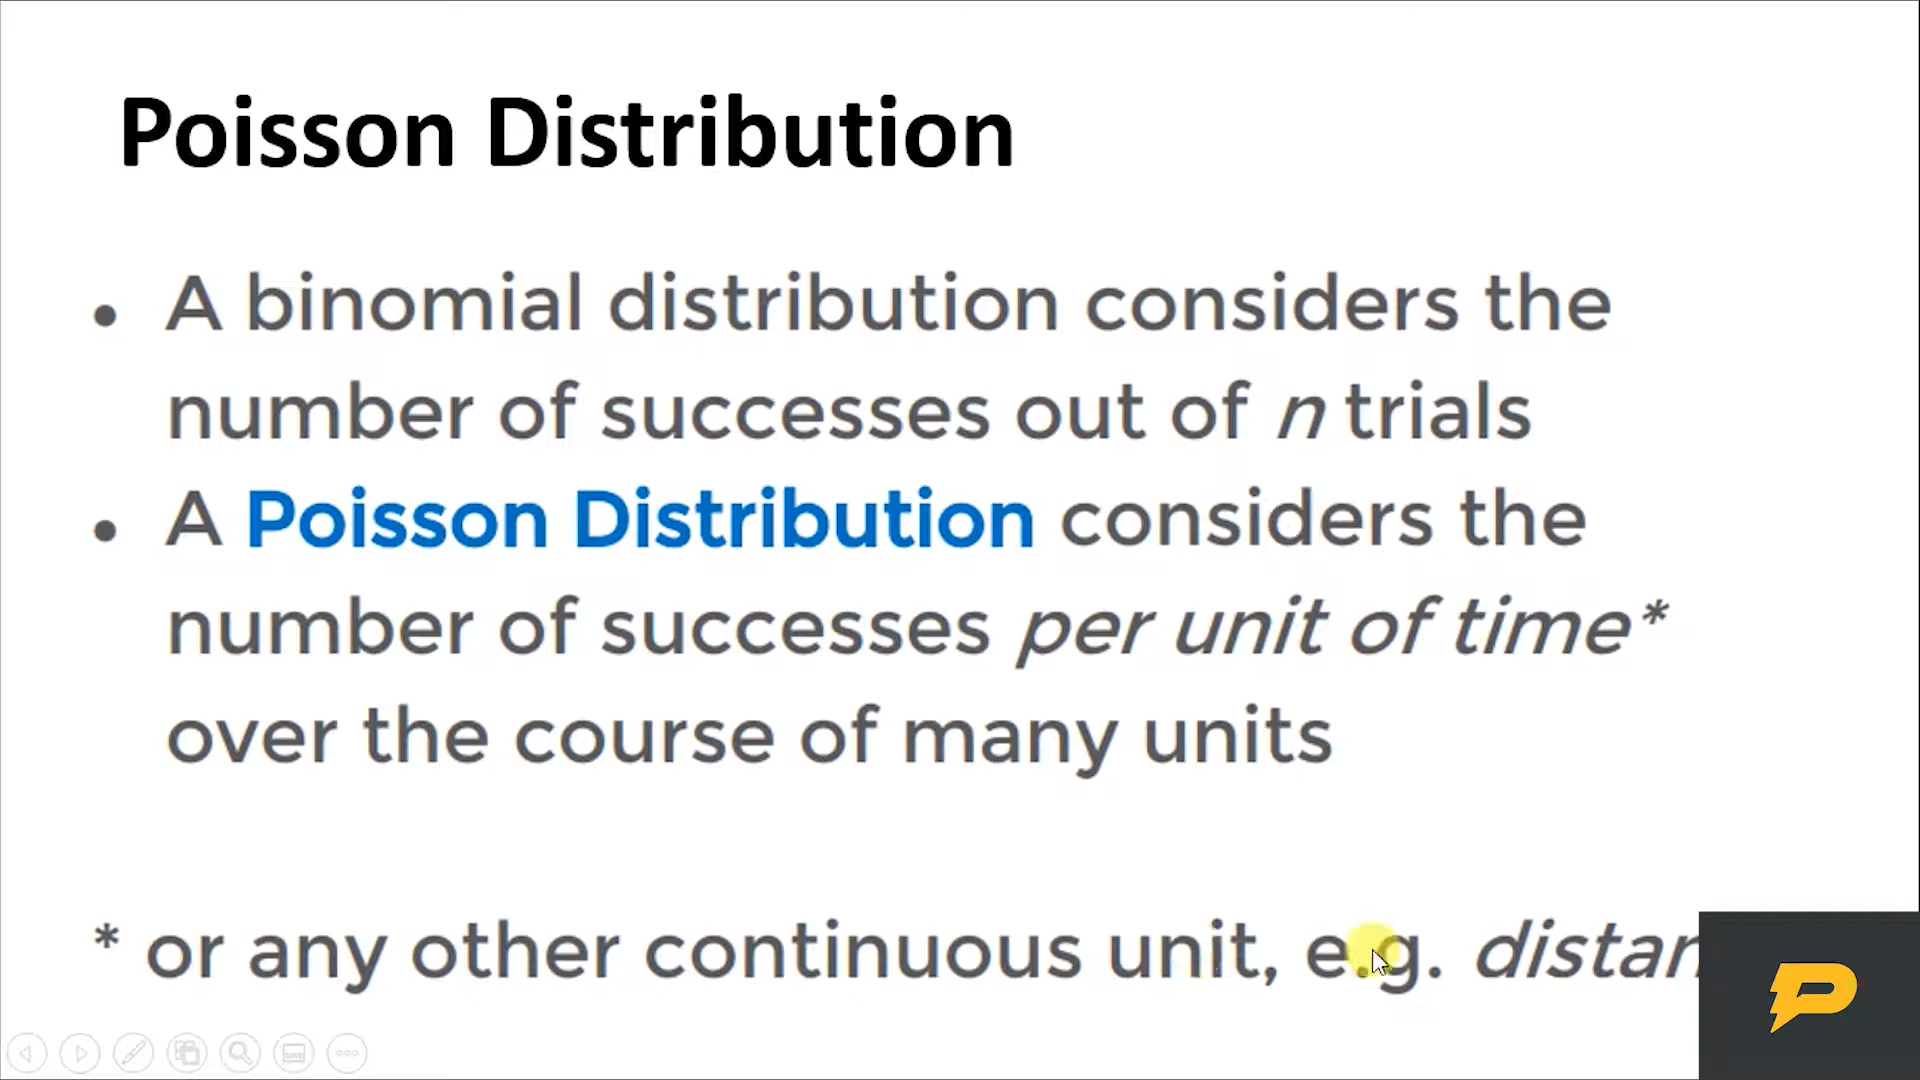 Poisson Distribution
• A binomial distribution considers the
number of successes out of n trials
• A Poisson Distribution considers the
number of successes per unit of time*
over the course of many units
* or any other continuous unit, e.g.